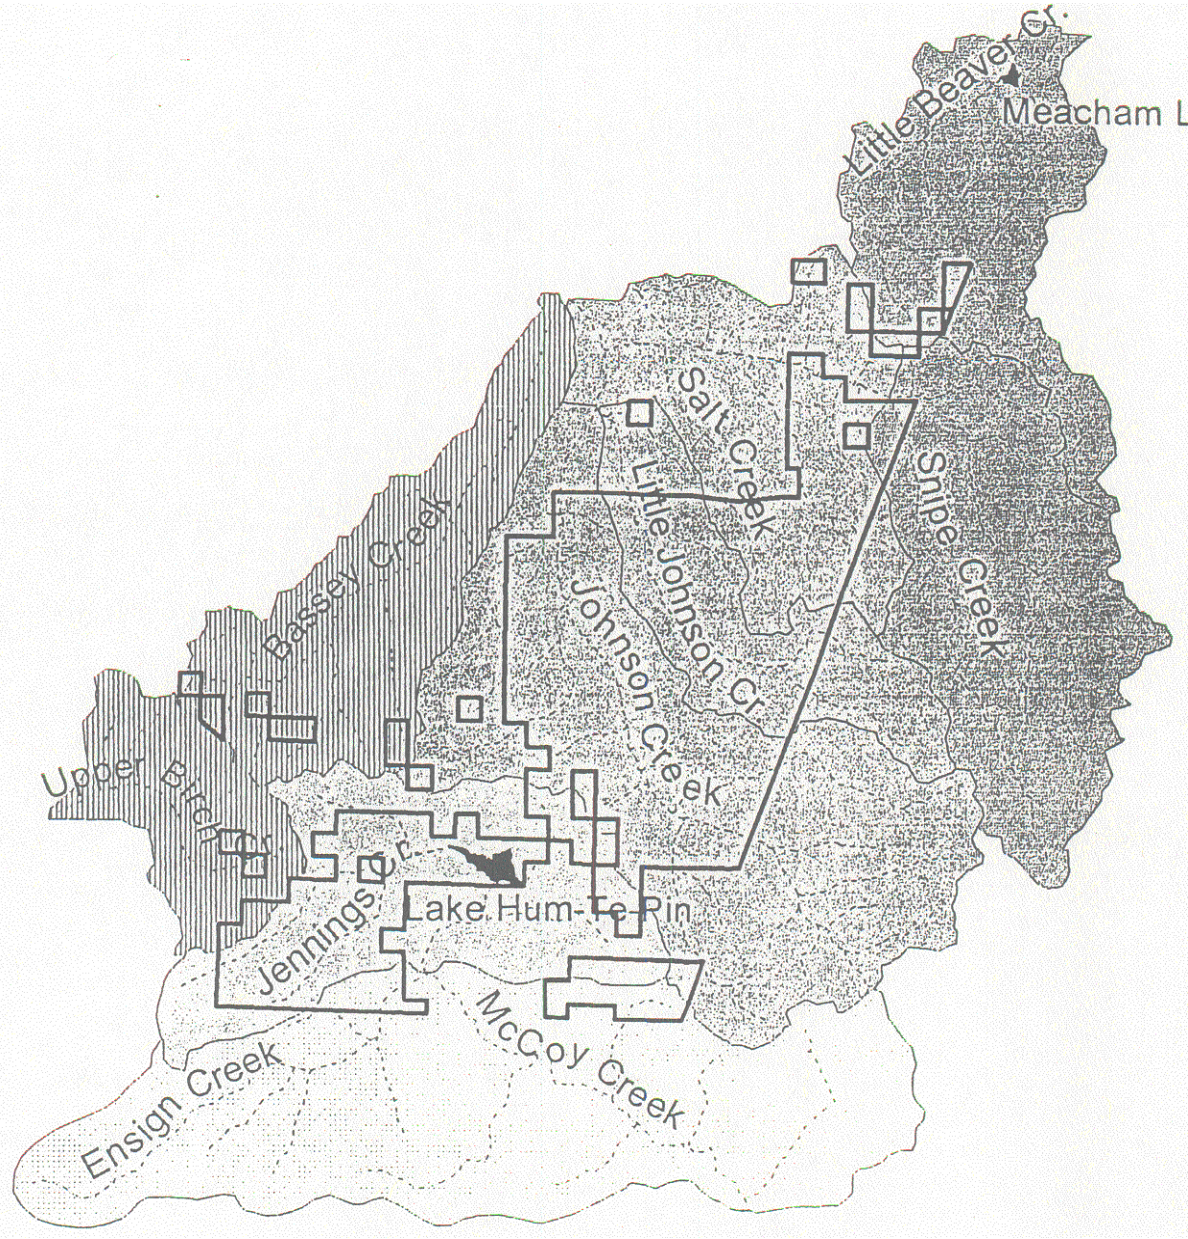 Little Beaver Cr.
Meacham L
Salt Creek
Snipe Creek
Little Johnson Cr
Johnson Creek
Bassey Creek
Upper Birch Cr
Jennings Cr
Lake Hum-Te-Pin
McCoy Creek
Ensign Creek